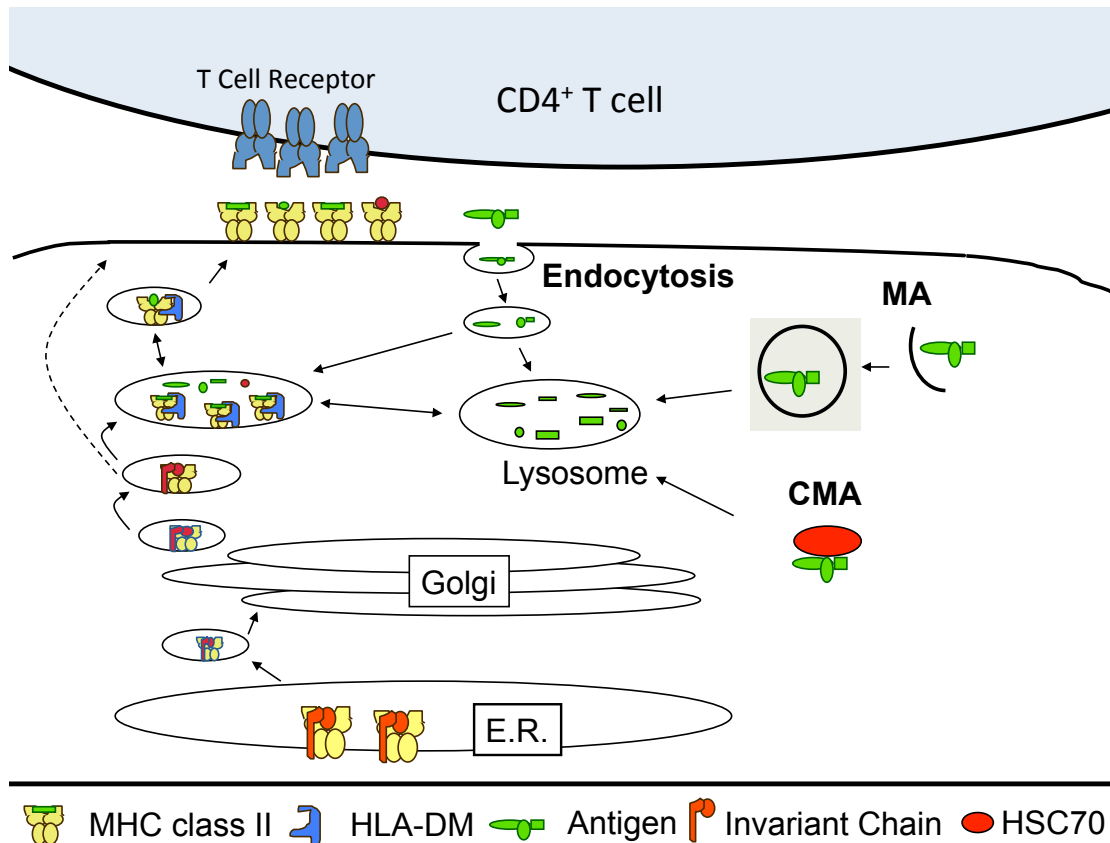 T Cell Receptor
CD4⁺ T cell
Endocytosis
MA
Lysosome
CMA
Golgi
E.R.
MHC class II HLA-DM Antigen Invariant Chain HSC70